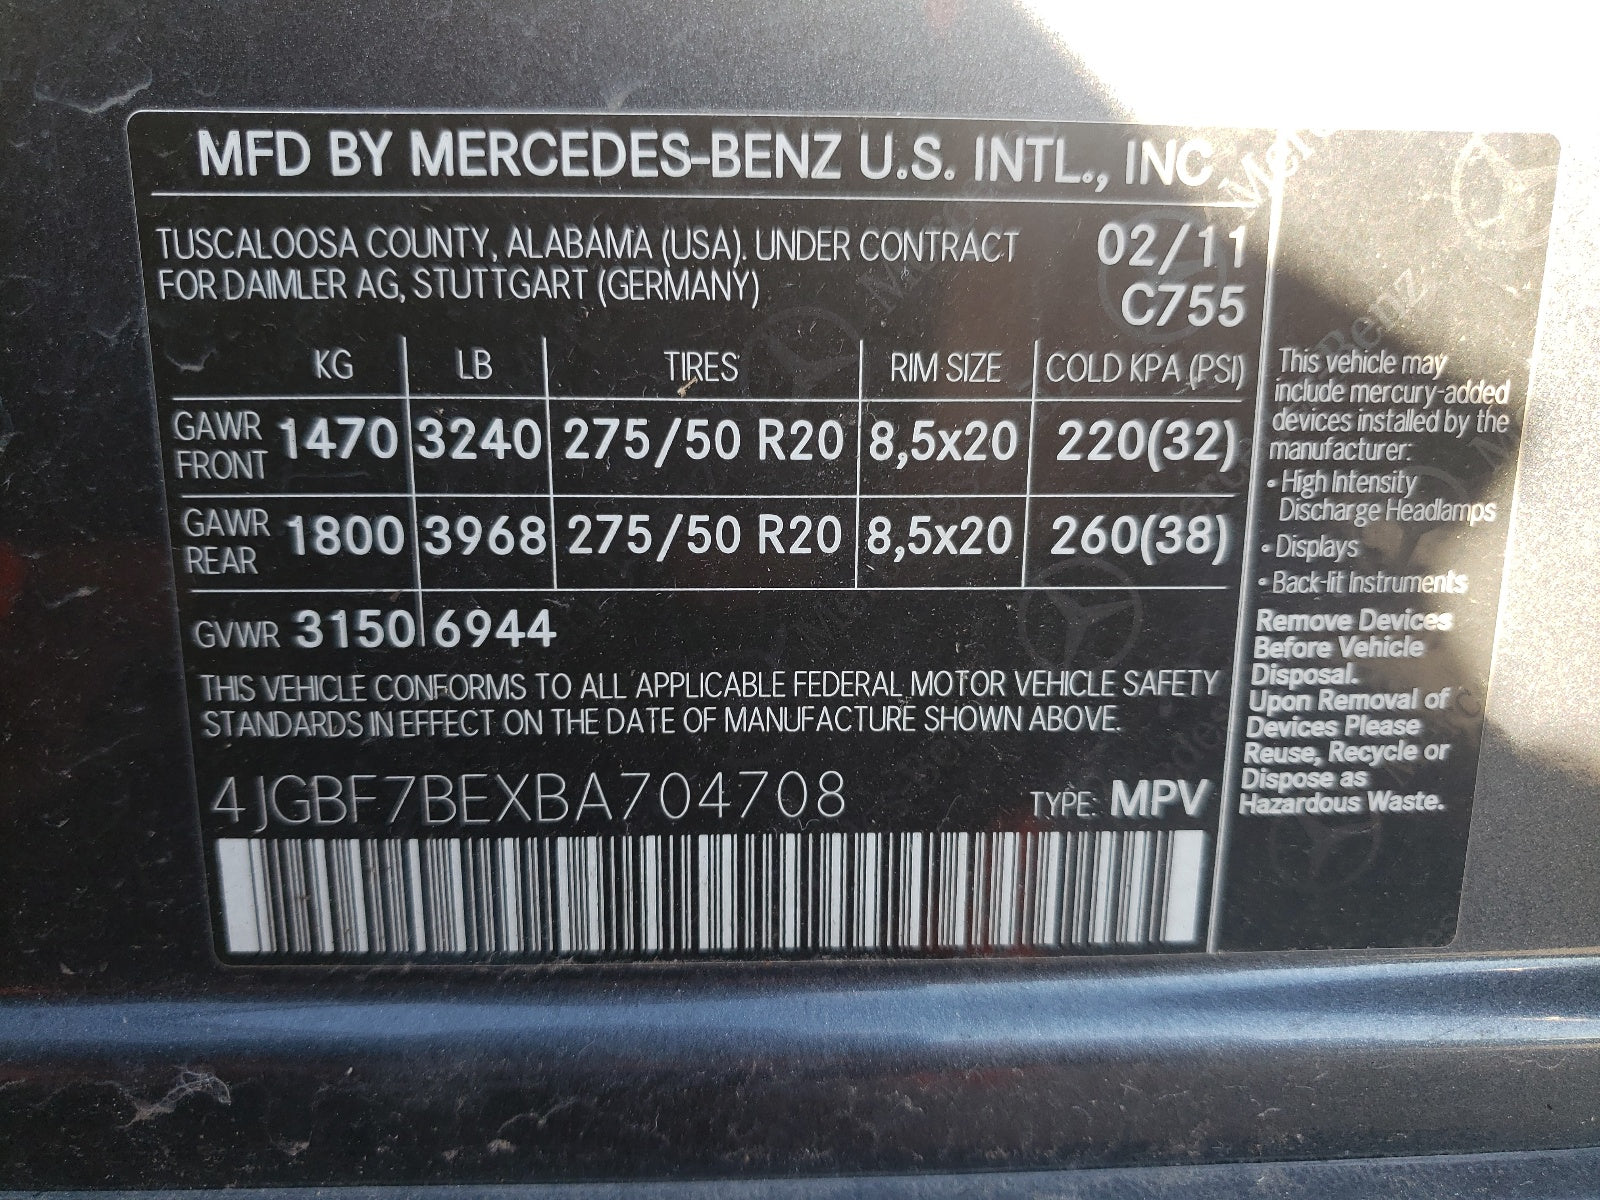 MFD BY MERCEDES-BENZ U.S. INTL., INC
TUSCALOOSA COUNTY, ALABAMA (USA). UNDER CONTRACT 02/11
FOR DAIMLER AG, STUTTGART (GERMANY) C755
KG LB TIRES RIM SIZE COLD KPA (PSI)
GAWR FRONT 1470 3240 275/50 R20 8,5x20 220(32)
GAWR REAR 1800 3968 275/50 R20 8,5x20 260(38)
GVWR 3150 6944
THIS VEHICLE CONFORMS TO ALL APPLICABLE FEDERAL MOTOR VEHICLE SAFETY
STANDARDS IN EFFECT ON THE DATE OF MANUFACTURE SHOWN ABOVE.
4JGBF7BEXBA704708 TYPE: MPV
This vehicle may
include mercury-added
devices installed by the
manufacturer:
• High Intensity
Discharge Headlamps
• Displays
• Back-lit Instruments
Remove Devices
Before Vehicle
Disposal.
Upon Removal of
Devices Please
Reuse, Recycle or
Dispose as
Hazardous Waste.